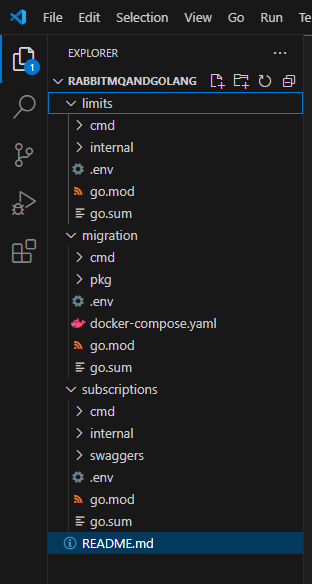 File Edit Selection View Go
EXPLORER
RABBITMQANDGOLANG
limits
cmd
internal
.env
go.mod
go.sum
migration
cmd
pkg
.env
docker-compose.yaml
go.mod
go.sum
subscriptions
cmd
internal
swaggers
.env
go.mod
go.sum
README.md
1